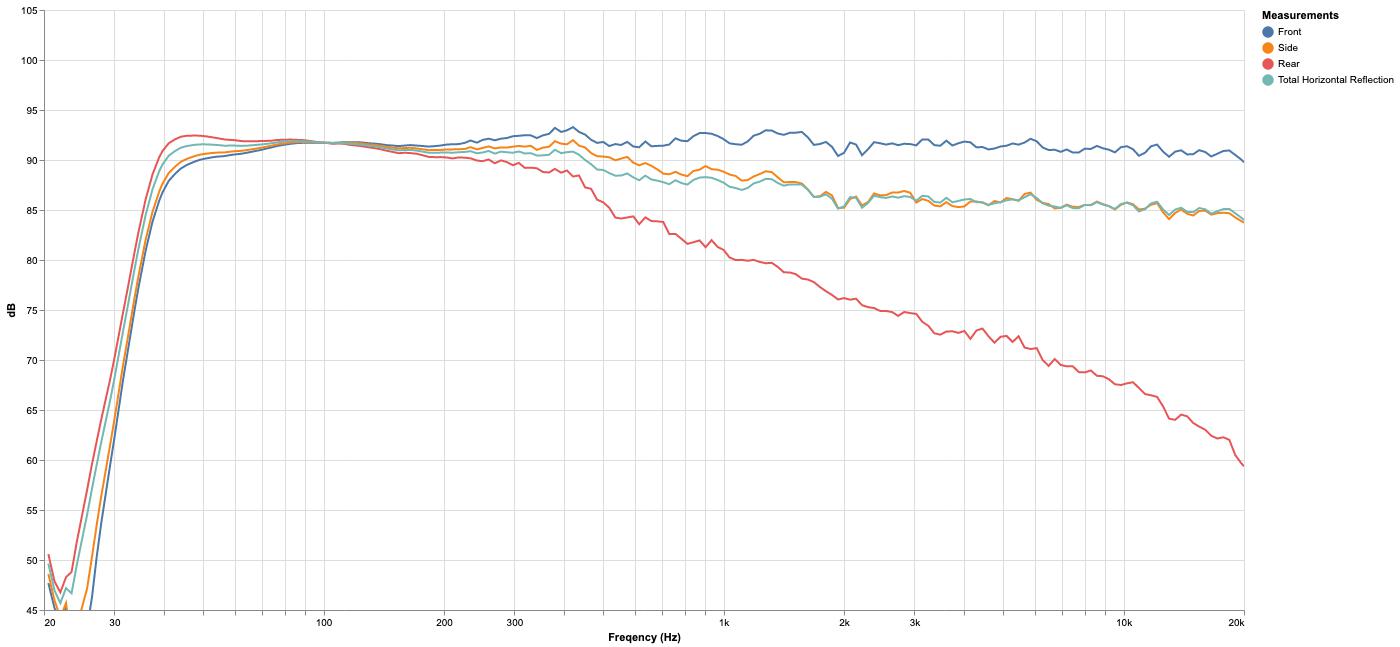 105
100
95
90
85
80
75
70
65
60
55
50
45
dB
20 30 100 200 300 1k 2k 3k 10k 20k
Freqency (Hz)
Measurements
Front
Side
Rear
Total Horizontal Reflection